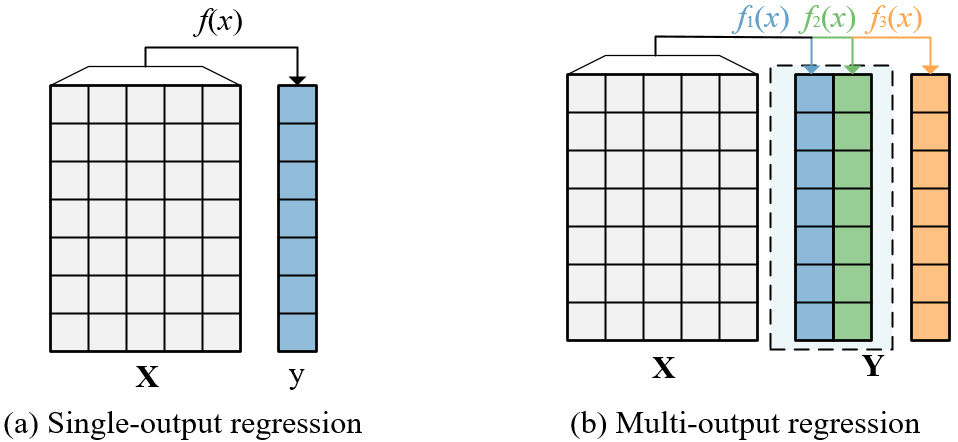 f(x)
X
y
(a) Single-output regression
f₁(x) f₂(x) f₃(x)
X
Y
(b) Multi-output regression